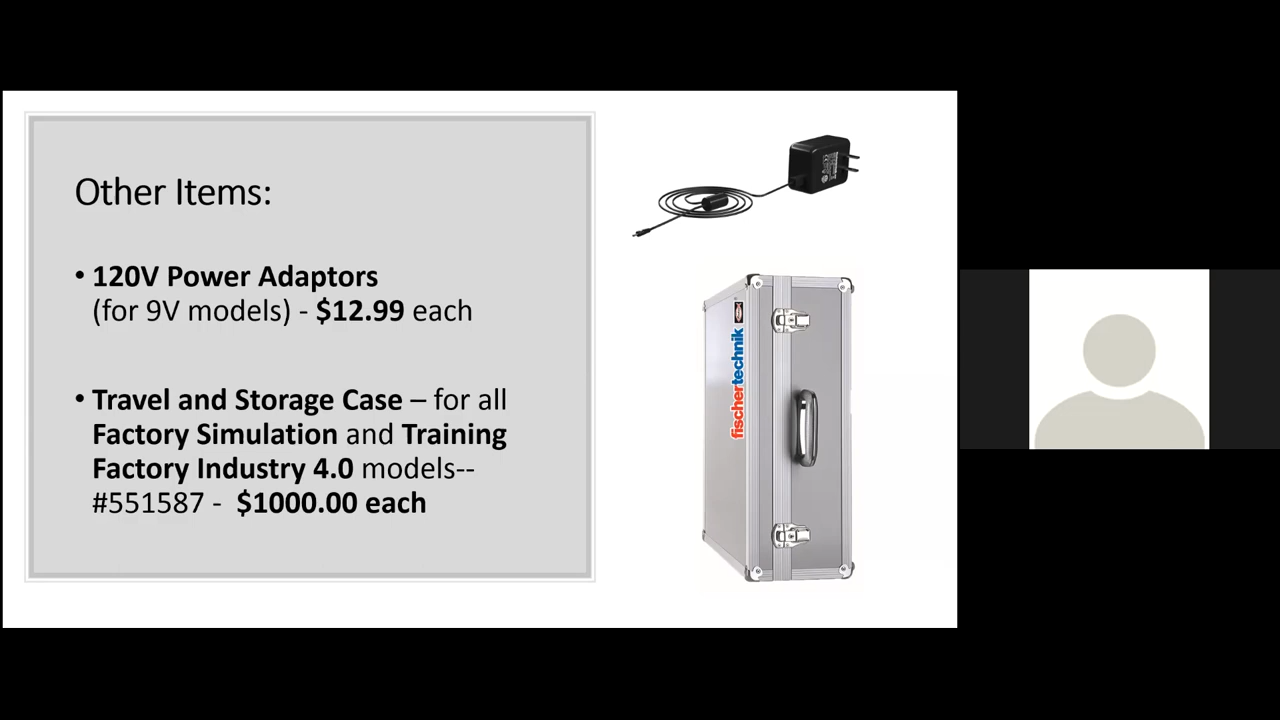 Other Items:
• 120V Power Adaptors
(for 9V models) - $12.99 each
• Travel and Storage Case – for all
Factory Simulation and Training
Factory Industry 4.0 models--
#551587 -  $1000.00 each
fischertechnik